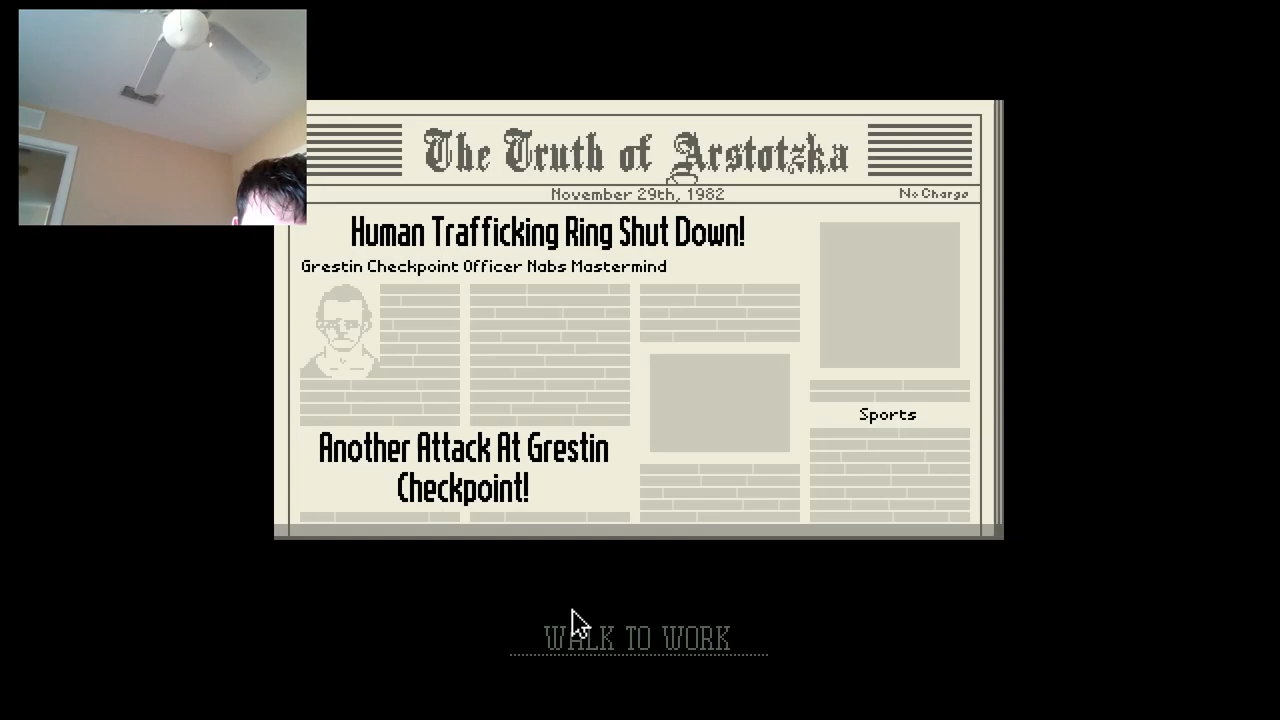 The Truth of Arstotzka
November 29th, 1982
No Charge
Human Trafficking Ring Shut Down!
Grestin Checkpoint Officer Nabs Mastermind
Another Attack At Grestin
Checkpoint!
Sports
WALK TO WORK